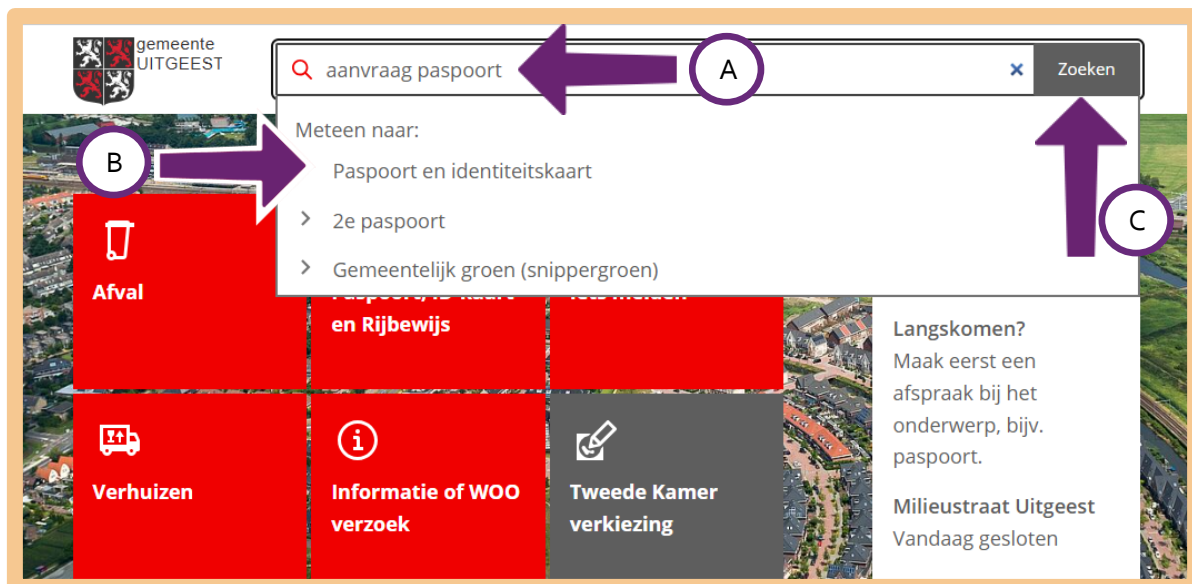 gemeente
UITGEEST
aanvraag paspoort
A
Zoeken
Meteen naar:
B
Paspoort en identiteitskaart
2e paspoort
C
Gemeentelijk groen (snippergroen)
Afval
en Rijbewijs
Langskomen?
Maak eerst een
afspraak bij het
onderwerp, bijv.
paspoort.
Verhuizen
Informatie of WOO
verzoek
Tweede Kamer
verkiezing
Milieustraat Uitgeest
Vandaag gesloten